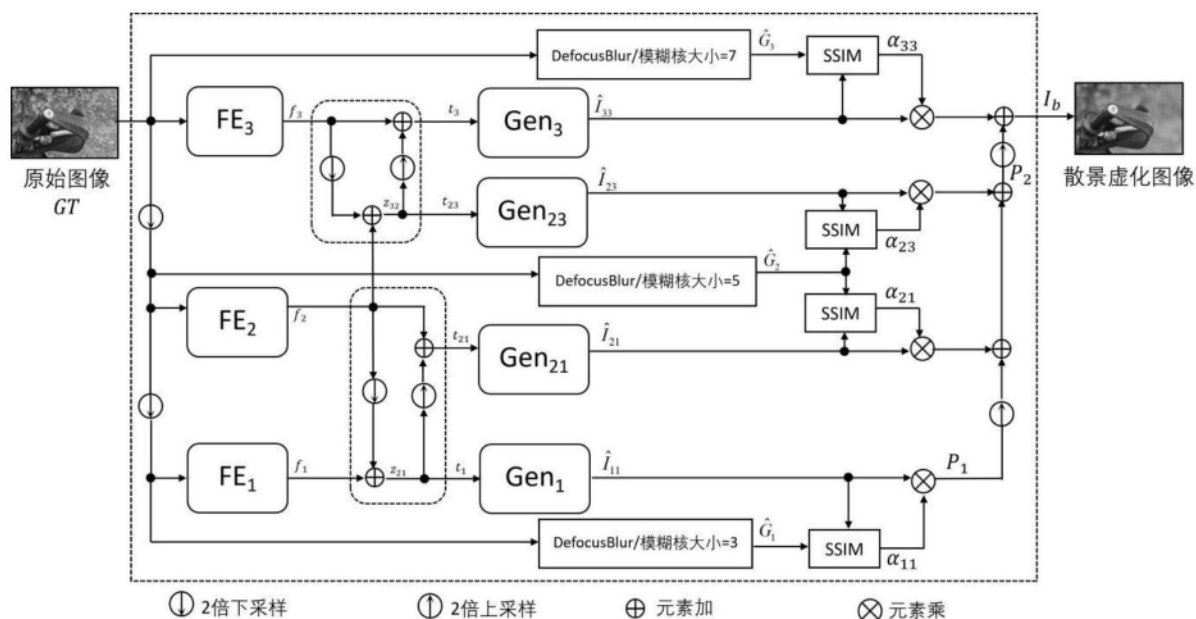 DefocusBlur/模糊核大小=7
Ĝ₃
SSIM
α₃₃
原始图像
GT
FE₃
f₃
t₃
Gen₃
Î₃₃
I_b
散景虚化图像
z₃₂
t₂₃
Gen₂₃
Î₂₃
P₂
SSIM
α₂₃
DefocusBlur/模糊核大小=5
Ĝ₂
FE₂
f₂
SSIM
α₂₁
t₂₁
Gen₂₁
Î₂₁
FE₁
f₁
z₂₁
t₁
Gen₁
Î₁₁
P₁
DefocusBlur/模糊核大小=3
Ĝ₁
SSIM
α₁₁
2倍下采样
2倍上采样
元素加
元素乘